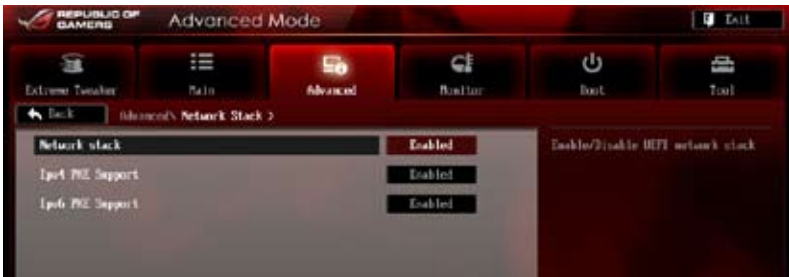 REPUBLIC OF
GAMERS
Advanced Mode
Exit
Extreme Tweaker
Main
Advanced
Monitor
Boot
Tool
Back
Advanced\ Network Stack >
Network stack
Enabled
Enable/Disable UEFI network stack
Ipv4 PXE Support
Enabled
Ipv6 PXE Support
Enabled